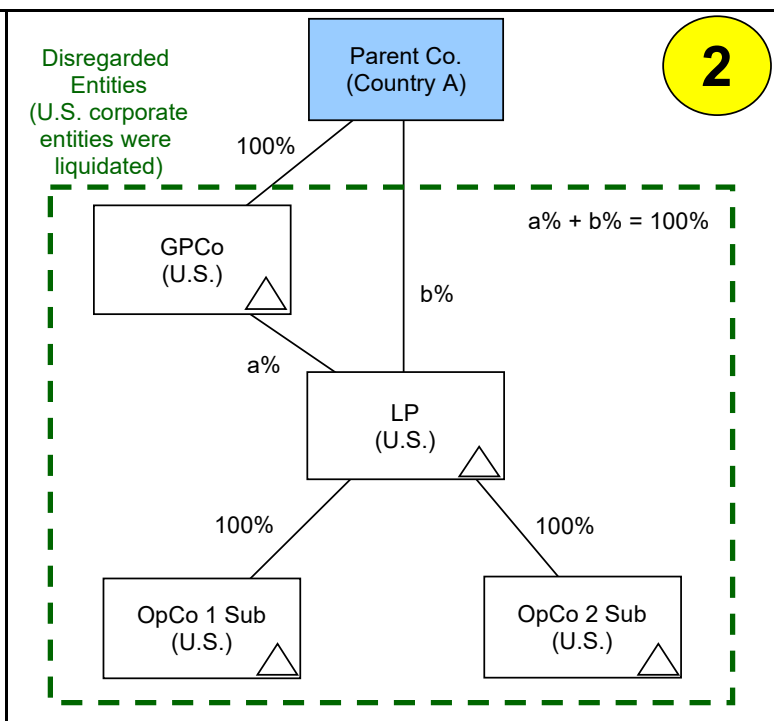 Disregarded
Entities
(U.S. corporate
entities were
liquidated)
Parent Co.
(Country A)
2
100%
a% + b% = 100%
GPCo
(U.S.)
b%
a%
LP
(U.S.)
100%
100%
OpCo 1 Sub
(U.S.)
OpCo 2 Sub
(U.S.)